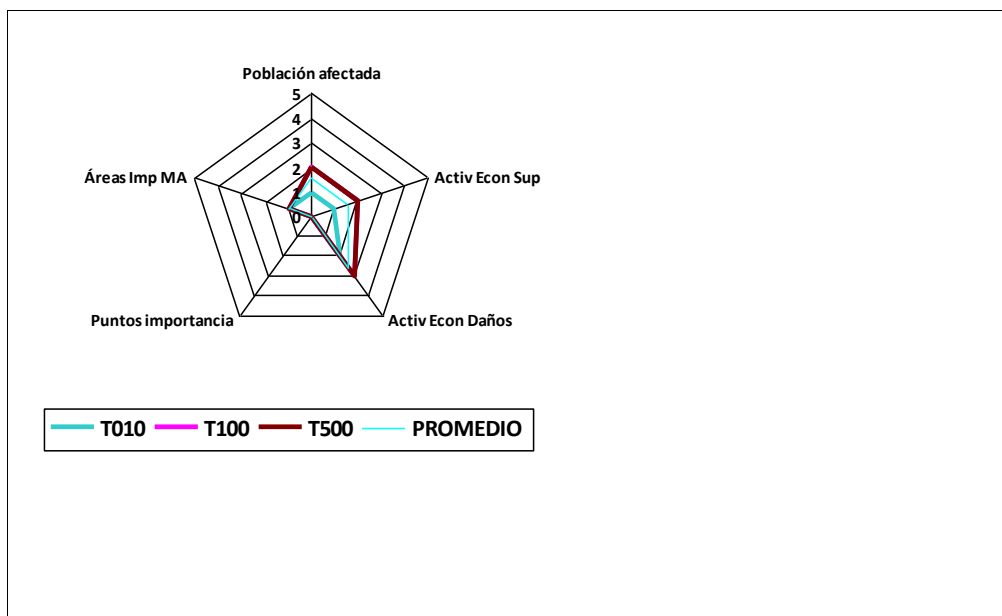 Población afectada
5
4
3
2
1
0
Áreas Imp MA
Activ Econ Sup
Puntos importancia
Activ Econ Daños
T010 T100 T500 PROMEDIO